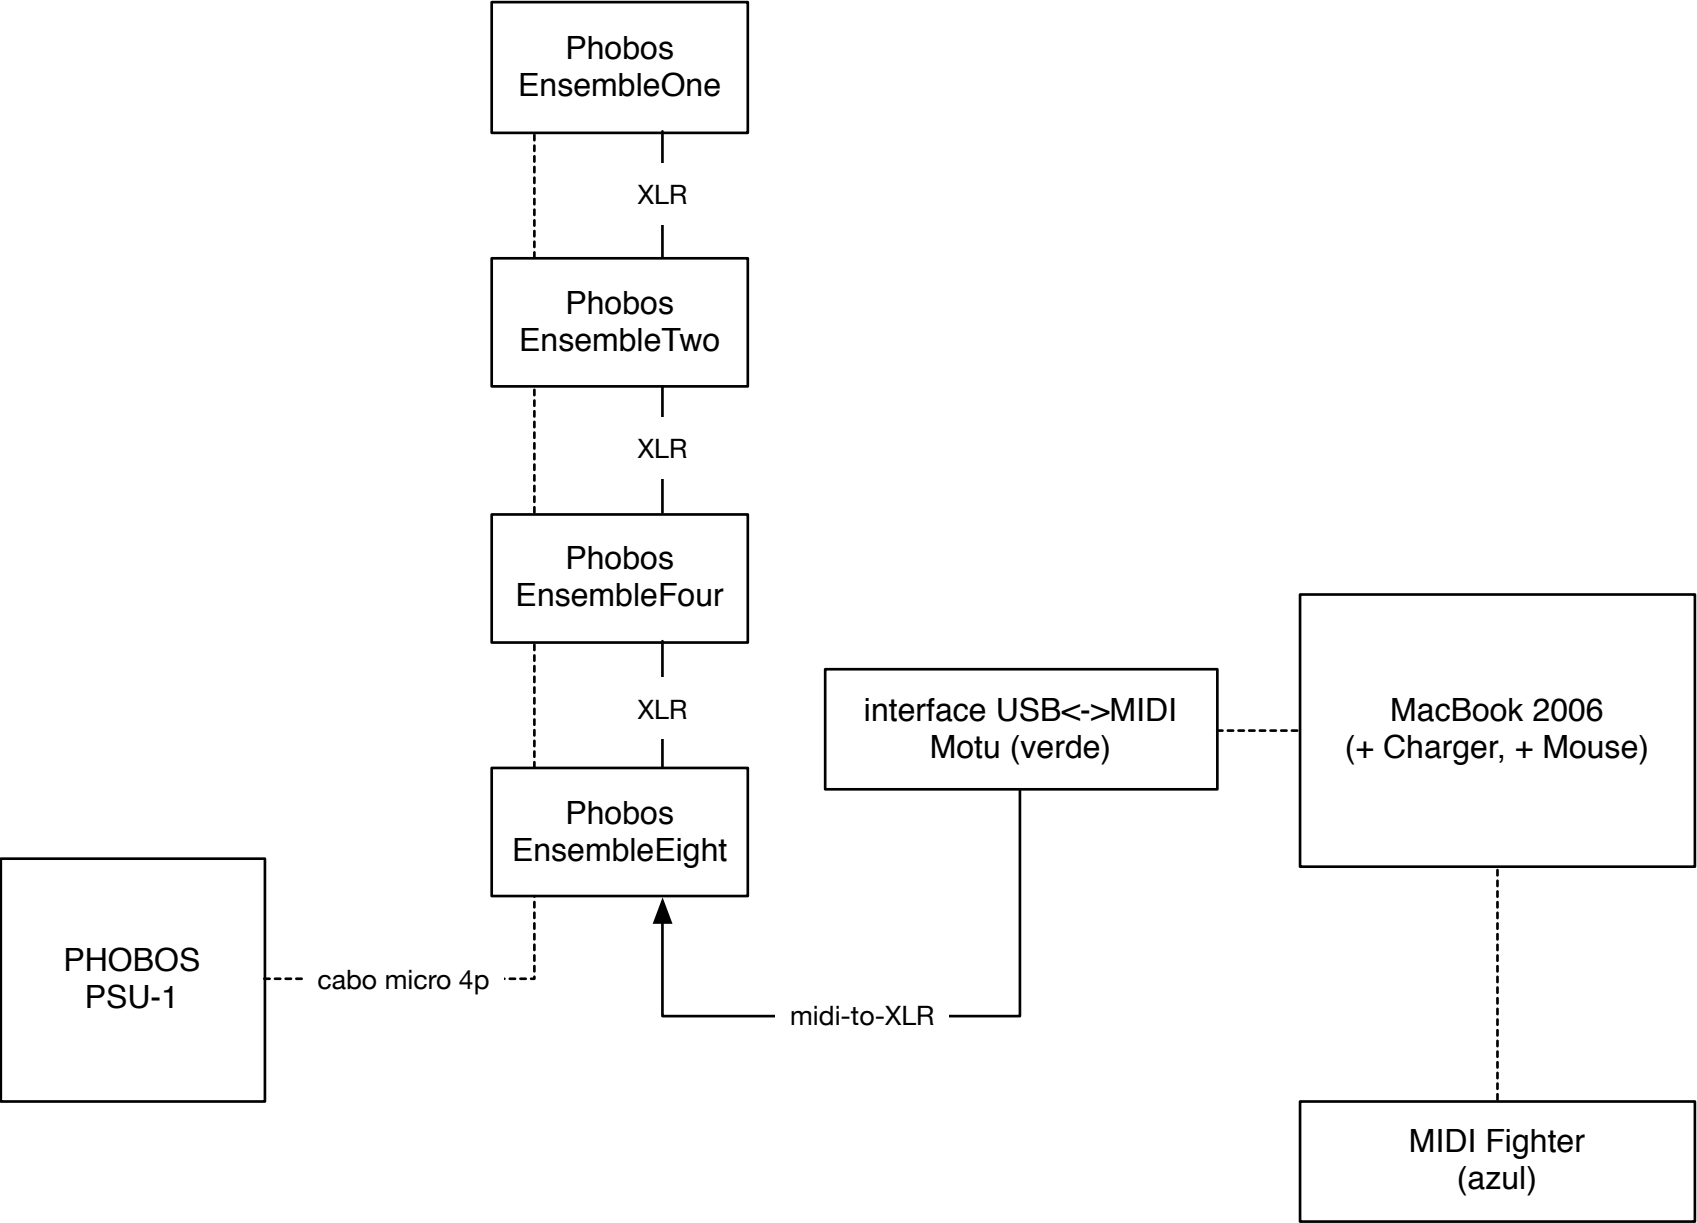 Phobos
EnsembleOne
XLR
Phobos
EnsembleTwo
XLR
Phobos
EnsembleFour
XLR
Phobos
EnsembleEight
interface USB<->MIDI
Motu (verde)
MacBook 2006
(+ Charger, + Mouse)
PHOBOS
PSU-1
cabo micro 4p
midi-to-XLR
MIDI Fighter
(azul)